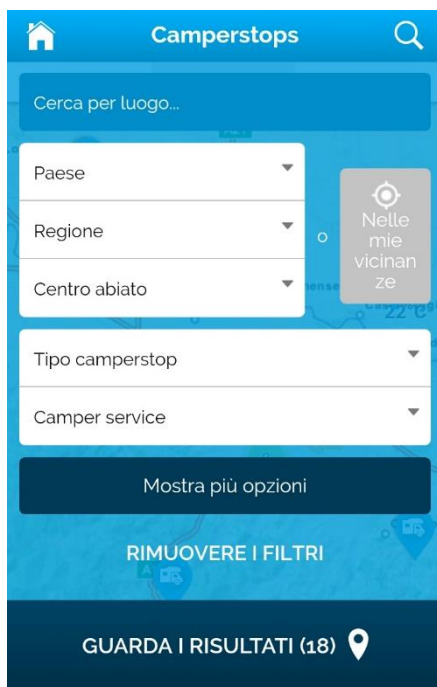 Camperstops
Cerca per luogo...
Paese
Regione
Centro abiato
o
Nelle
mie
vicinan
ze
22°C
Tipo camperstop
Camper service
Mostra più opzioni
RIMUOVERE I FILTRI
A
GUARDA I RISULTATI (18)